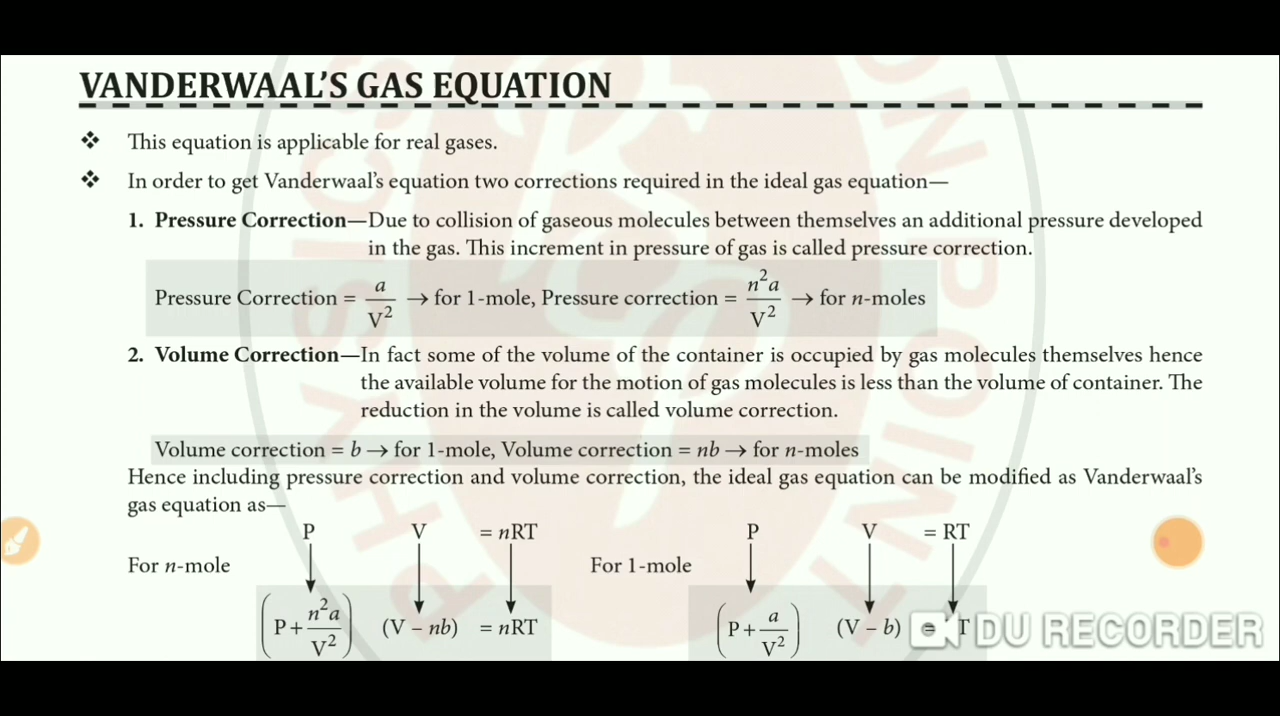 VANDERWAAL'S GAS EQUATION
❖ This equation is applicable for real gases.
❖ In order to get Vanderwaal's equation two corrections required in the ideal gas equation—
1. Pressure Correction—Due to collision of gaseous molecules between themselves an additional pressure developed
in the gas. This increment in pressure of gas is called pressure correction.
Pressure Correction = a/V² → for 1-mole, Pressure correction = n²a/V² → for n-moles
2. Volume Correction—In fact some of the volume of the container is occupied by gas molecules themselves hence
the available volume for the motion of gas molecules is less than the volume of container. The
reduction in the volume is called volume correction.
Volume correction = b → for 1-mole, Volume correction = nb → for n-moles
Hence including pressure correction and volume correction, the ideal gas equation can be modified as Vanderwaal's
gas equation as—
P V = nRT P V = RT
For n-mole For 1-mole
(P + n²a/V²) (V – nb) = nRT (P + a/V²) (V – b) = T
DU RECORDER
PHYSICS
POINT